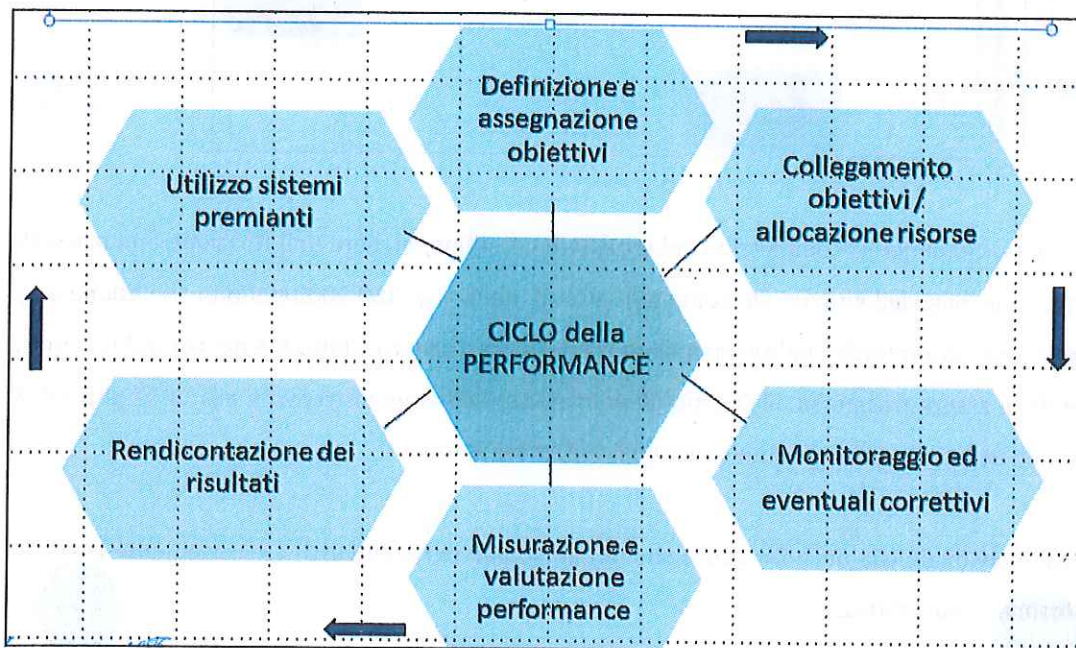 Definizione e
assegnazione
obiettivi
Collegamento
obiettivi /
allocazione risorse
Monitoraggio ed
eventuali correttivi
Misurazione e
valutazione
performance
Rendicontazione dei
risultati
Utilizzo sistemi
premianti
CICLO della
PERFORMANCE